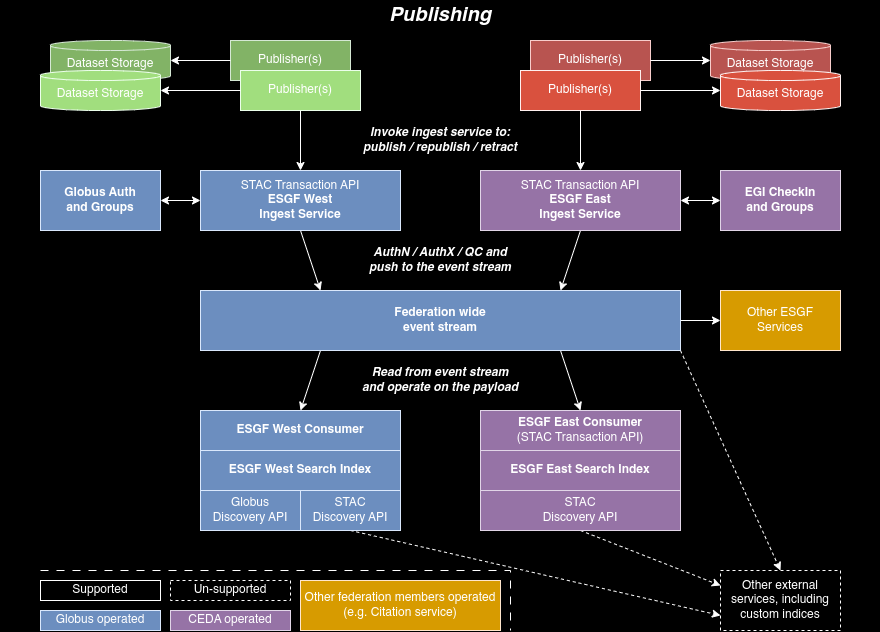 Publishing
Dataset Storage
Publisher(s)
Publisher(s)
Dataset Storage
Dataset Storage
Publisher(s)
Publisher(s)
Dataset Storage
Invoke ingest service to:
publish / republish / retract
Globus Auth
and Groups
STAC Transaction API
ESGF West
Ingest Service
STAC Transaction API
ESGF East
Ingest Service
EGI CheckIn
and Groups
AuthN / AuthX / QC and
push to the event stream
Federation wide
event stream
Other ESGF
Services
Read from event stream
and operate on the payload
ESGF West Consumer
ESGF West Search Index
Globus
Discovery API
STAC
Discovery API
ESGF East Consumer
(STAC Transaction API)
ESGF East Search Index
STAC
Discovery API
Supported
Un-supported
Globus operated
CEDA operated
Other federation members operated
(e.g. Citation service)
Other external
services, including
custom indices